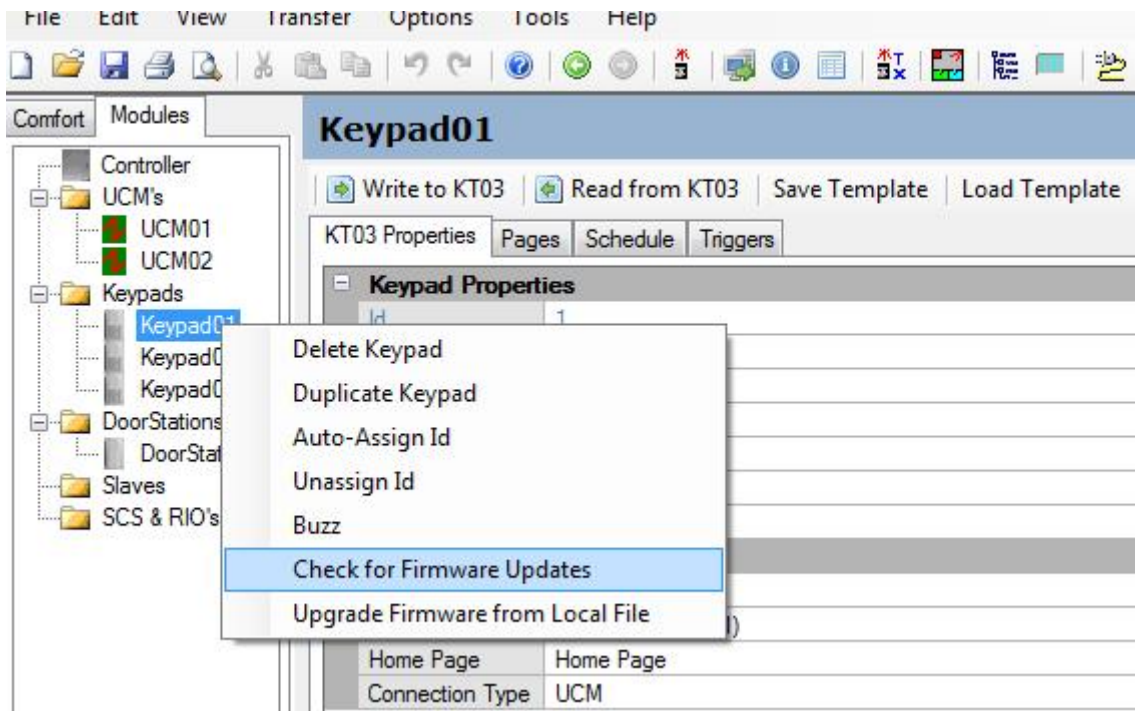 File Edit View Transfer Options Tools Help
Comfort Modules
Keypad01
Controller
UCM's
UCM01
UCM02
Keypads
Keypad01
DoorStations
Slaves
SCS & RIO's
Write to KT03 Read from KT03 Save Template Load Template
KT03 Properties Pages Schedule Triggers
Keypad Properties
Id 1
Delete Keypad
Duplicate Keypad
Auto-Assign Id
Unassign Id
Buzz
Check for Firmware Updates
Upgrade Firmware from Local File
Home Page Home Page
Connection Type UCM